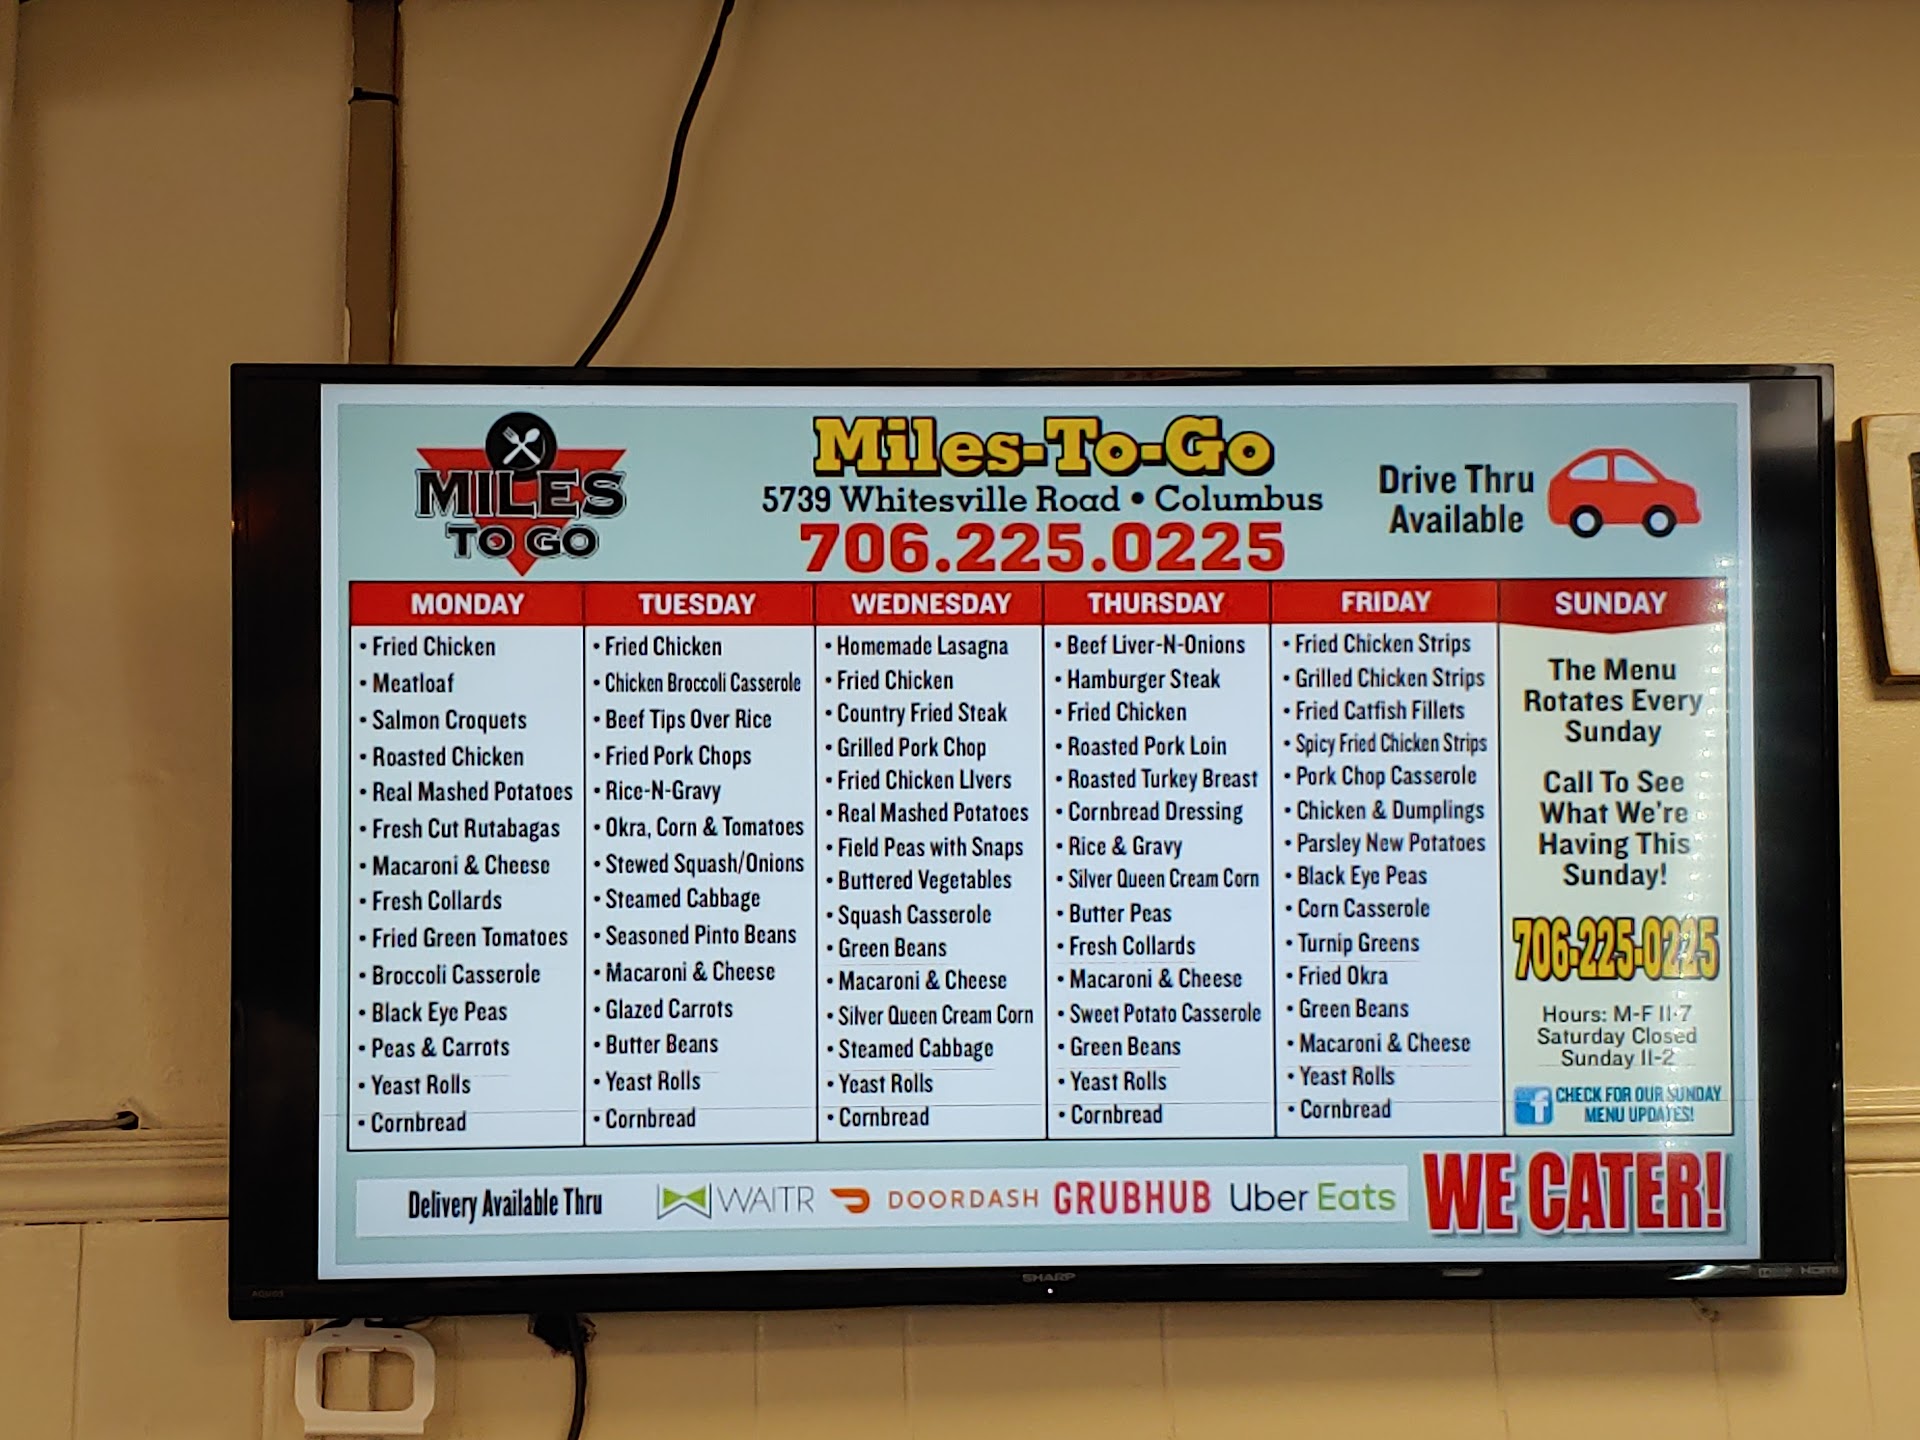 MILES
TO GO
Miles-To-Go
5739 Whitesville Road • Columbus
706.225.0225
Drive Thru
Available
MONDAY
• Fried Chicken
• Meatloaf
• Salmon Croquets
• Roasted Chicken
• Real Mashed Potatoes
• Fresh Cut Rutabagas
• Macaroni & Cheese
• Fresh Collards
• Fried Green Tomatoes
• Broccoli Casserole
• Black Eye Peas
• Peas & Carrots
• Yeast Rolls
• Cornbread
TUESDAY
• Fried Chicken
• Chicken Broccoli Casserole
• Beef Tips Over Rice
• Fried Pork Chops
• Rice-N-Gravy
• Okra, Corn & Tomatoes
• Stewed Squash/Onions
• Steamed Cabbage
• Seasoned Pinto Beans
• Macaroni & Cheese
• Glazed Carrots
• Butter Beans
• Yeast Rolls
• Cornbread
WEDNESDAY
• Homemade Lasagna
• Fried Chicken
• Country Fried Steak
• Grilled Pork Chop
• Fried Chicken LIvers
• Real Mashed Potatoes
• Field Peas with Snaps
• Buttered Vegetables
• Squash Casserole
• Green Beans
• Macaroni & Cheese
• Silver Queen Cream Corn
• Steamed Cabbage
• Yeast Rolls
• Cornbread
THURSDAY
• Beef Liver-N-Onions
• Hamburger Steak
• Fried Chicken
• Roasted Pork Loin
• Roasted Turkey Breast
• Cornbread Dressing
• Rice & Gravy
• Silver Queen Cream Corn
• Butter Peas
• Fresh Collards
• Macaroni & Cheese
• Sweet Potato Casserole
• Green Beans
• Yeast Rolls
• Cornbread
FRIDAY
• Fried Chicken Strips
• Grilled Chicken Strips
• Fried Catfish Fillets
• Spicy Fried Chicken Strips
• Pork Chop Casserole
• Chicken & Dumplings
• Parsley New Potatoes
• Black Eye Peas
• Corn Casserole
• Turnip Greens
• Fried Okra
• Green Beans
• Macaroni & Cheese
• Yeast Rolls
• Cornbread
SUNDAY
The Menu
Rotates Every
Sunday
Call To See
What We're
Having This
Sunday!
706-225-0225
Hours: M-F 11-7
Saturday Closed
Sunday 11-2
f CHECK FOR OUR SUNDAY
MENU UPDATES!
Delivery Available Thru
WAITR
DOORDASH
GRUBHUB
Uber Eats
WE CATER!
SHARP
AQUOS
HDMI